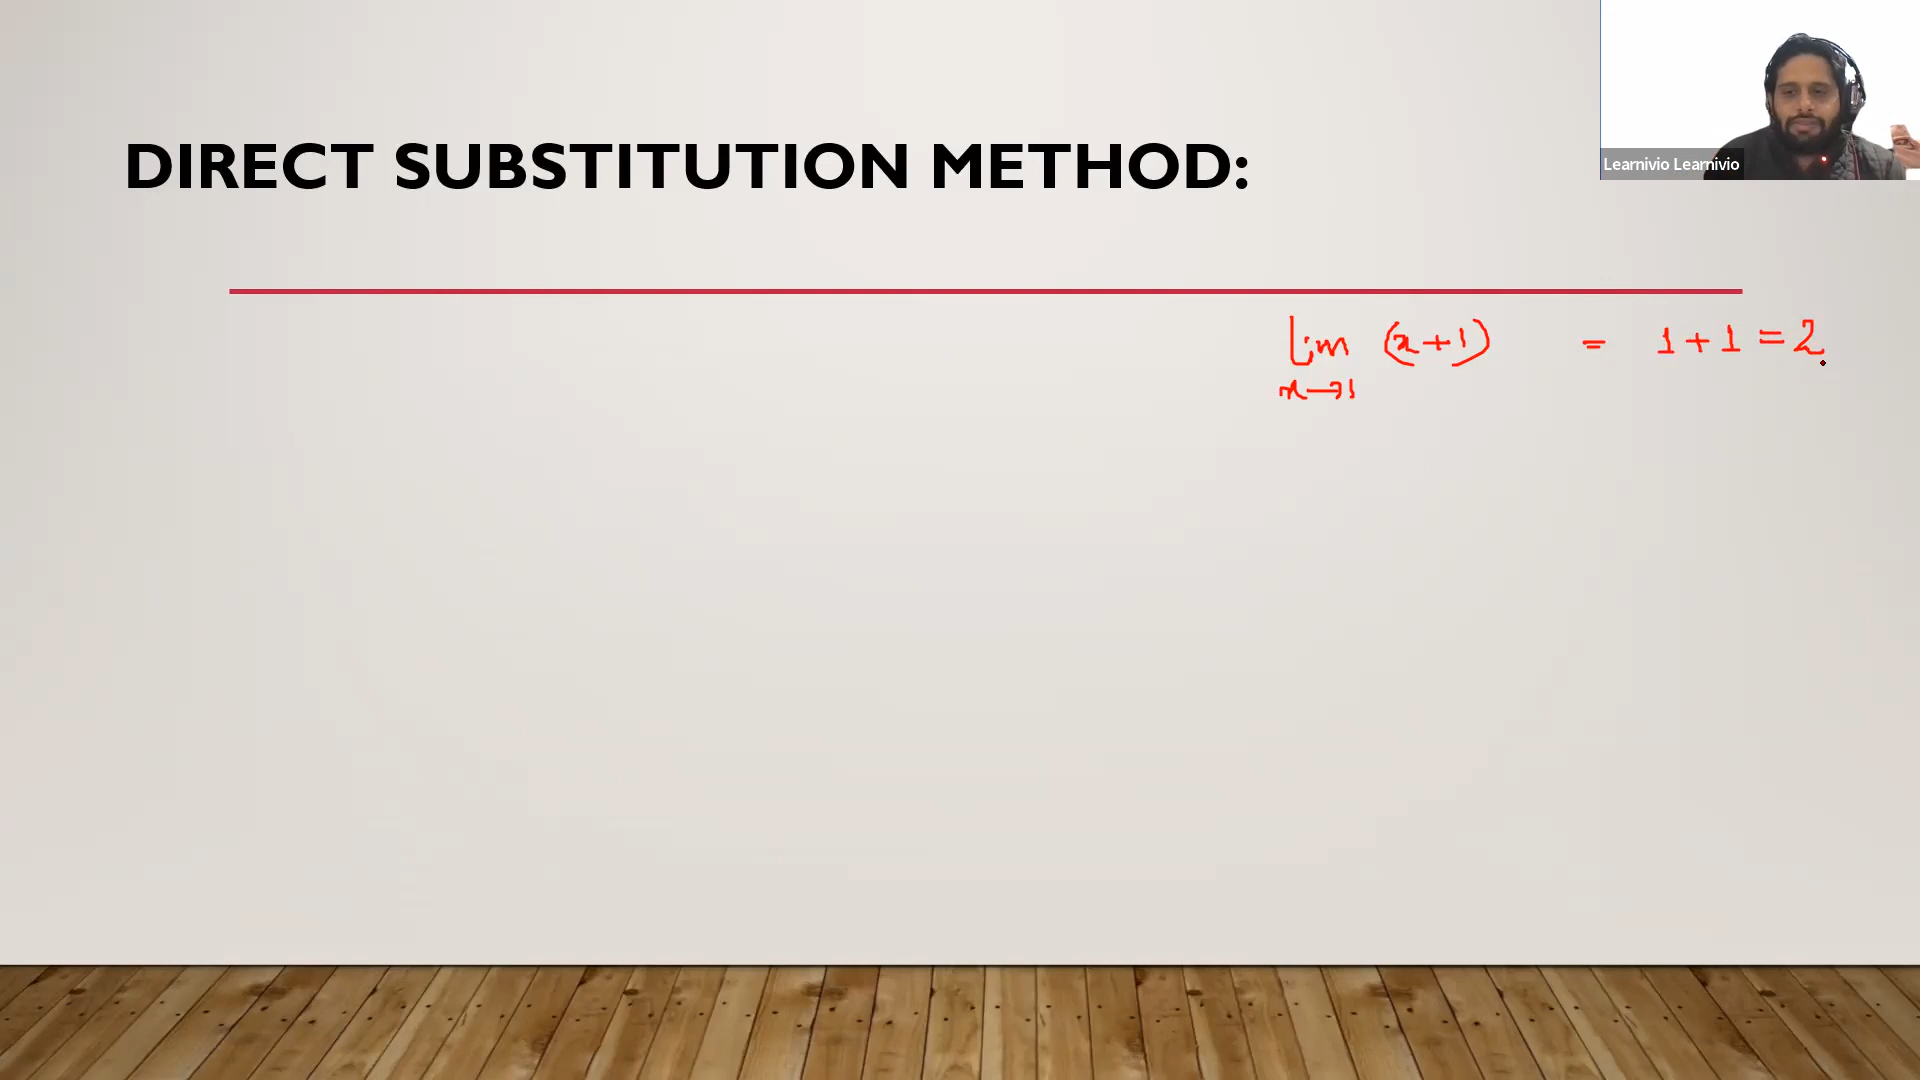 Learnivio Learnivio
DIRECT SUBSTITUTION METHOD:
lim (x+1) = 1+1=2
x→1